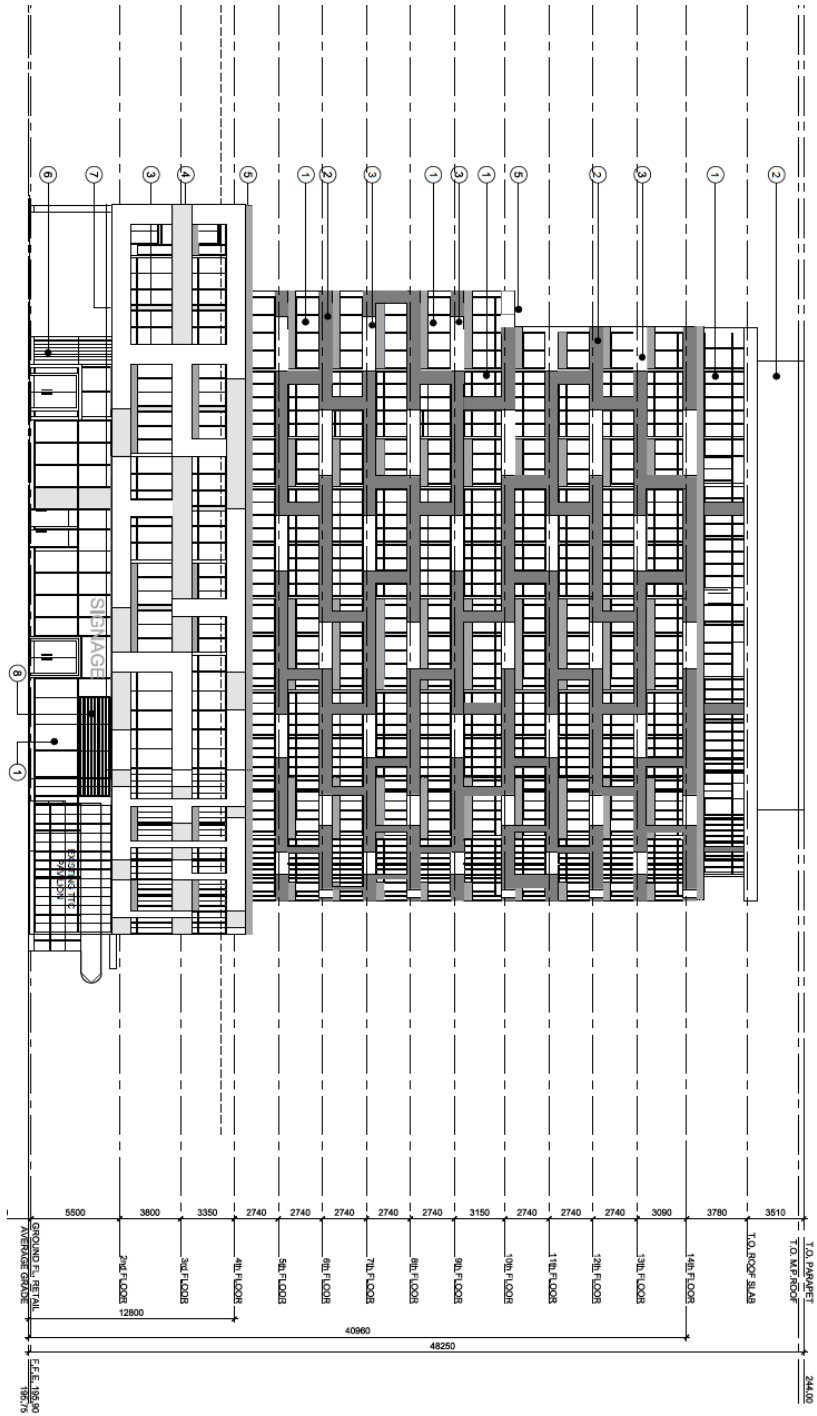 6
7
3
4
5
1
2
3
1
3
1
5
2
3
1
2
SIGNAGE
8
1
EXISTING TTC
PAVILION
5500
3800
3350
2740
2740
2740
2740
2740
3150
2740
2740
2740
3090
3780
3510
T.O. PARAPET
T.O. M.P. ROOF
T.O. ROOF SLAB
14th FLOOR
13th FLOOR
12th FLOOR
11th FLOOR
10th FLOOR
9th FLOOR
8th FLOOR
7th FLOOR
6th FLOOR
5th FLOOR
4th FLOOR
3rd FLOOR
2nd FLOOR
GROUND FL. RETAIL
AVERAGE GRADE
12800
40960
48250
244.00
F.F.E. 195.90
195.75